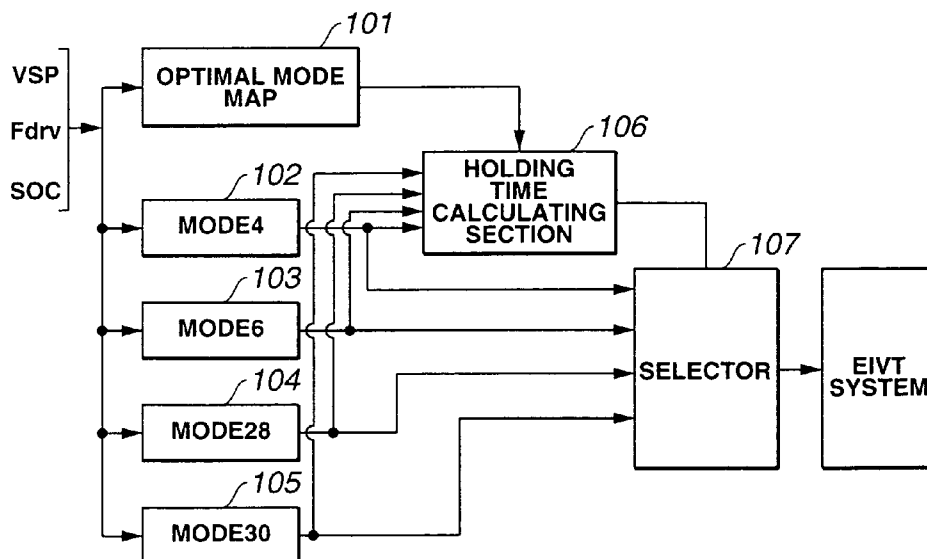 101
VSP
Fdrv
SOC
OPTIMAL MODE
MAP
106
HOLDING
TIME
CALCULATING
SECTION
102
MODE4
107
103
MODE6
SELECTOR
EIVT
SYSTEM
104
MODE28
105
MODE30